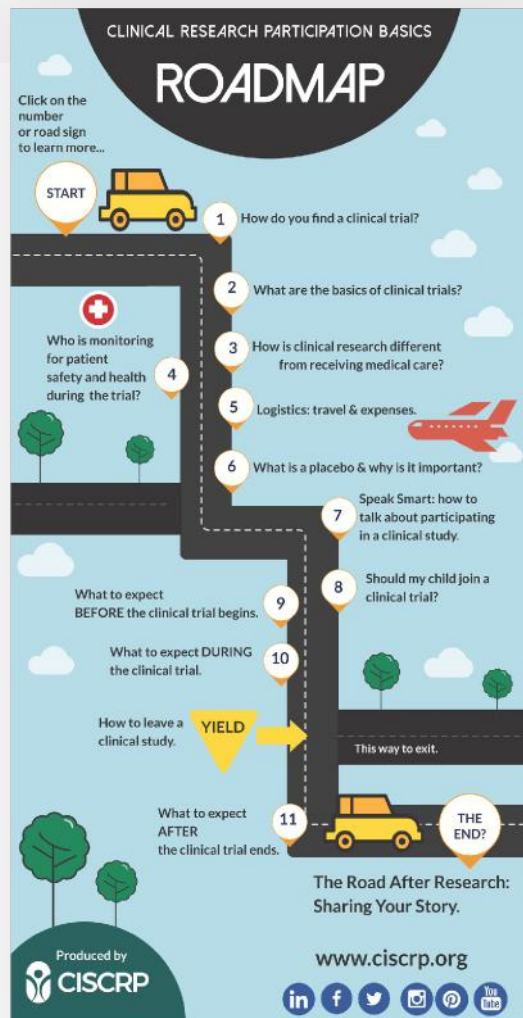 CLINICAL RESEARCH PARTICIPATION BASICS
ROADMAP
Click on the
number
or road sign
to learn more...
START
1
How do you find a clinical trial?
2
What are the basics of clinical trials?
3
How is clinical research different
from receiving medical care?
Who is monitoring
for patient
safety and health
during the trial?
4
5
Logistics: travel & expenses.
6
What is a placebo & why is it important?
7
Speak Smart: how to
talk about participating
in a clinical study.
8
Should my child join a
clinical trial?
What to expect
BEFORE the clinical trial begins.
9
What to expect DURING
the clinical trial.
10
How to leave a
clinical study.
YIELD
This way to exit.
What to expect
AFTER
the clinical trial ends.
11
THE
END?
The Road After Research:
Sharing Your Story.
Produced by
CISCRP
www.ciscrp.org
in
f
You
Tube